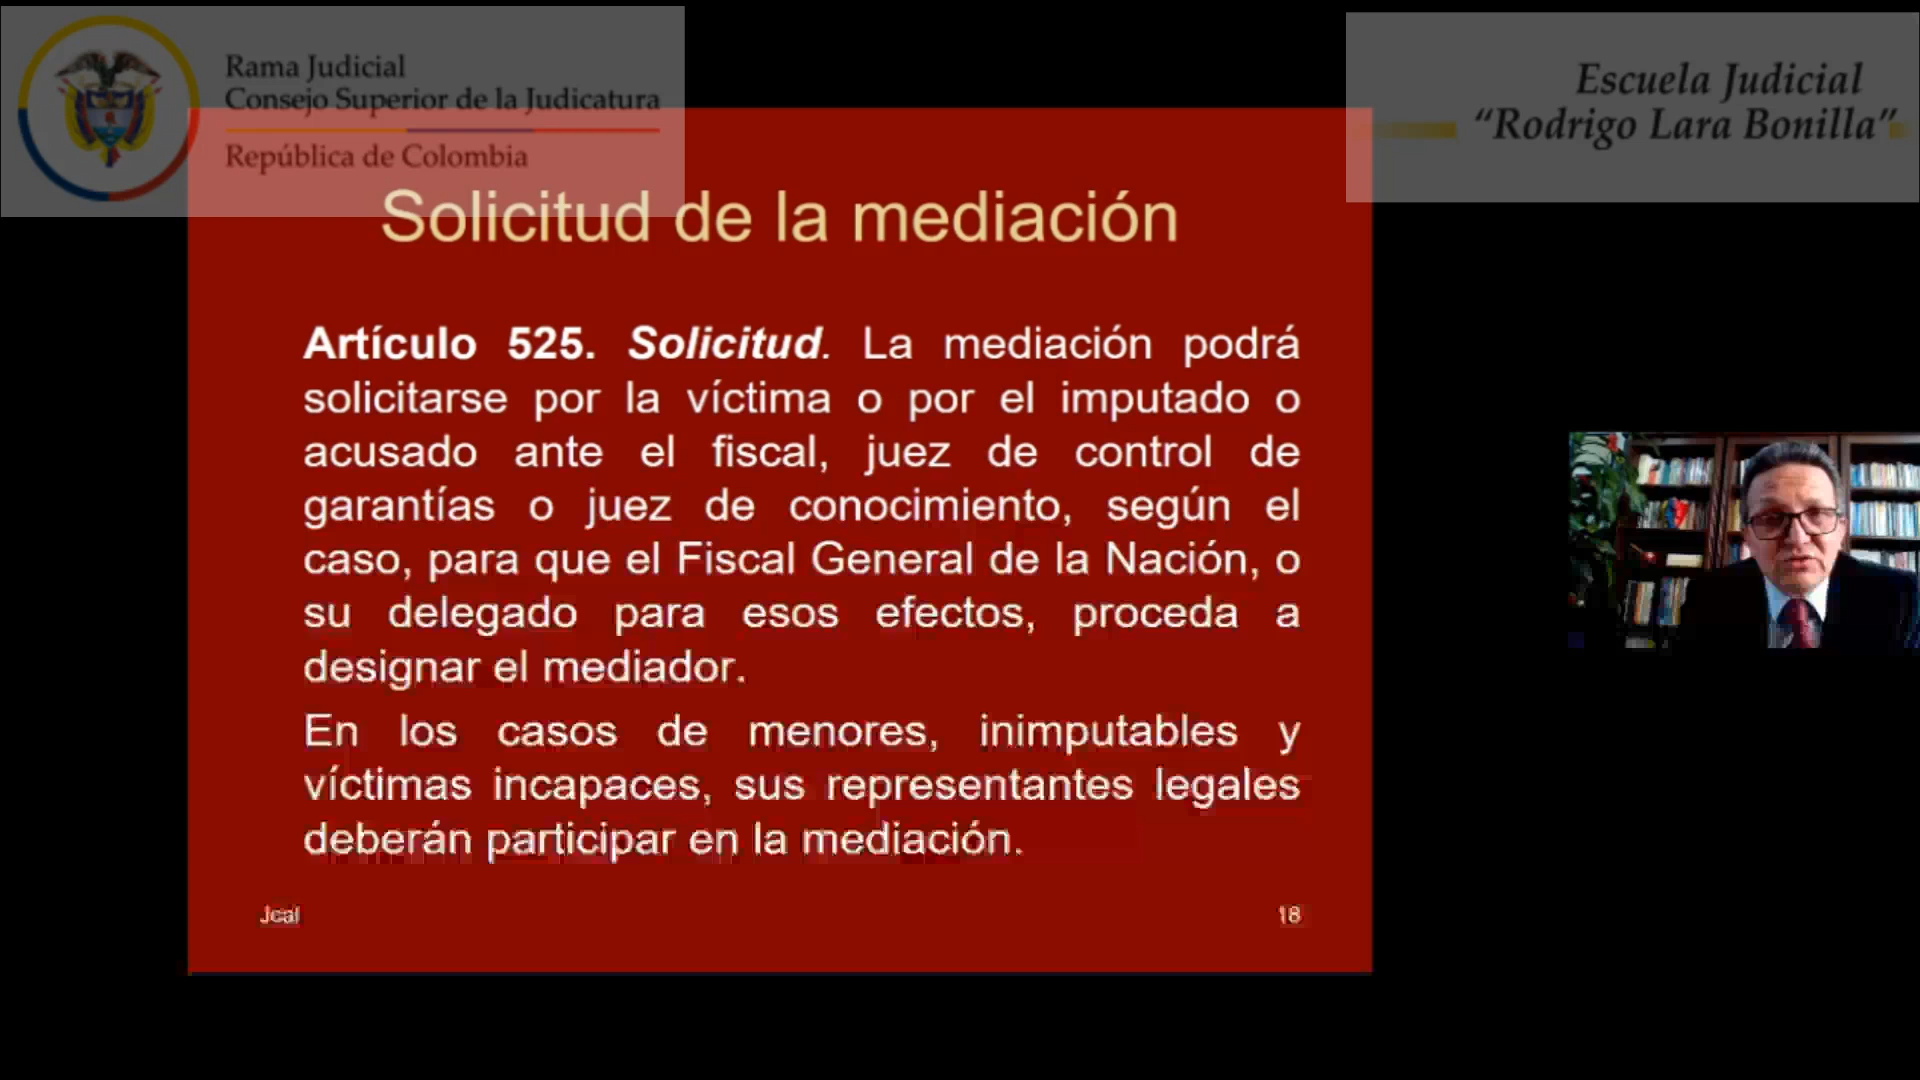 Rama Judicial
Consejo Superior de la Judicatura
República de Colombia
Escuela Judicial
“Rodrigo Lara Bonilla”
Solicitud de la mediación
Artículo 525. Solicitud. La mediación podrá
solicitarse por la víctima o por el imputado o
acusado ante el fiscal, juez de control de
garantías o juez de conocimiento, según el
caso, para que el Fiscal General de la Nación, o
su delegado para esos efectos, proceda a
designar el mediador.
En los casos de menores, inimputables y
víctimas incapaces, sus representantes legales
deberán participar en la mediación.
Jcal
18